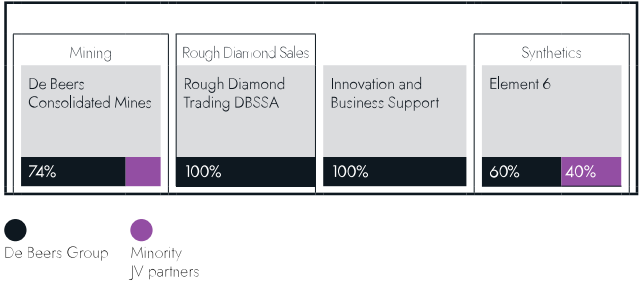 Mining
De Beers
Consolidated Mines
74%
Rough Diamond Sales
Rough Diamond
Trading DBSSA
100%
Innovation and
Business Support
100%
Synthetics
Element 6
60%
40%
De Beers Group
Minority
JV partners